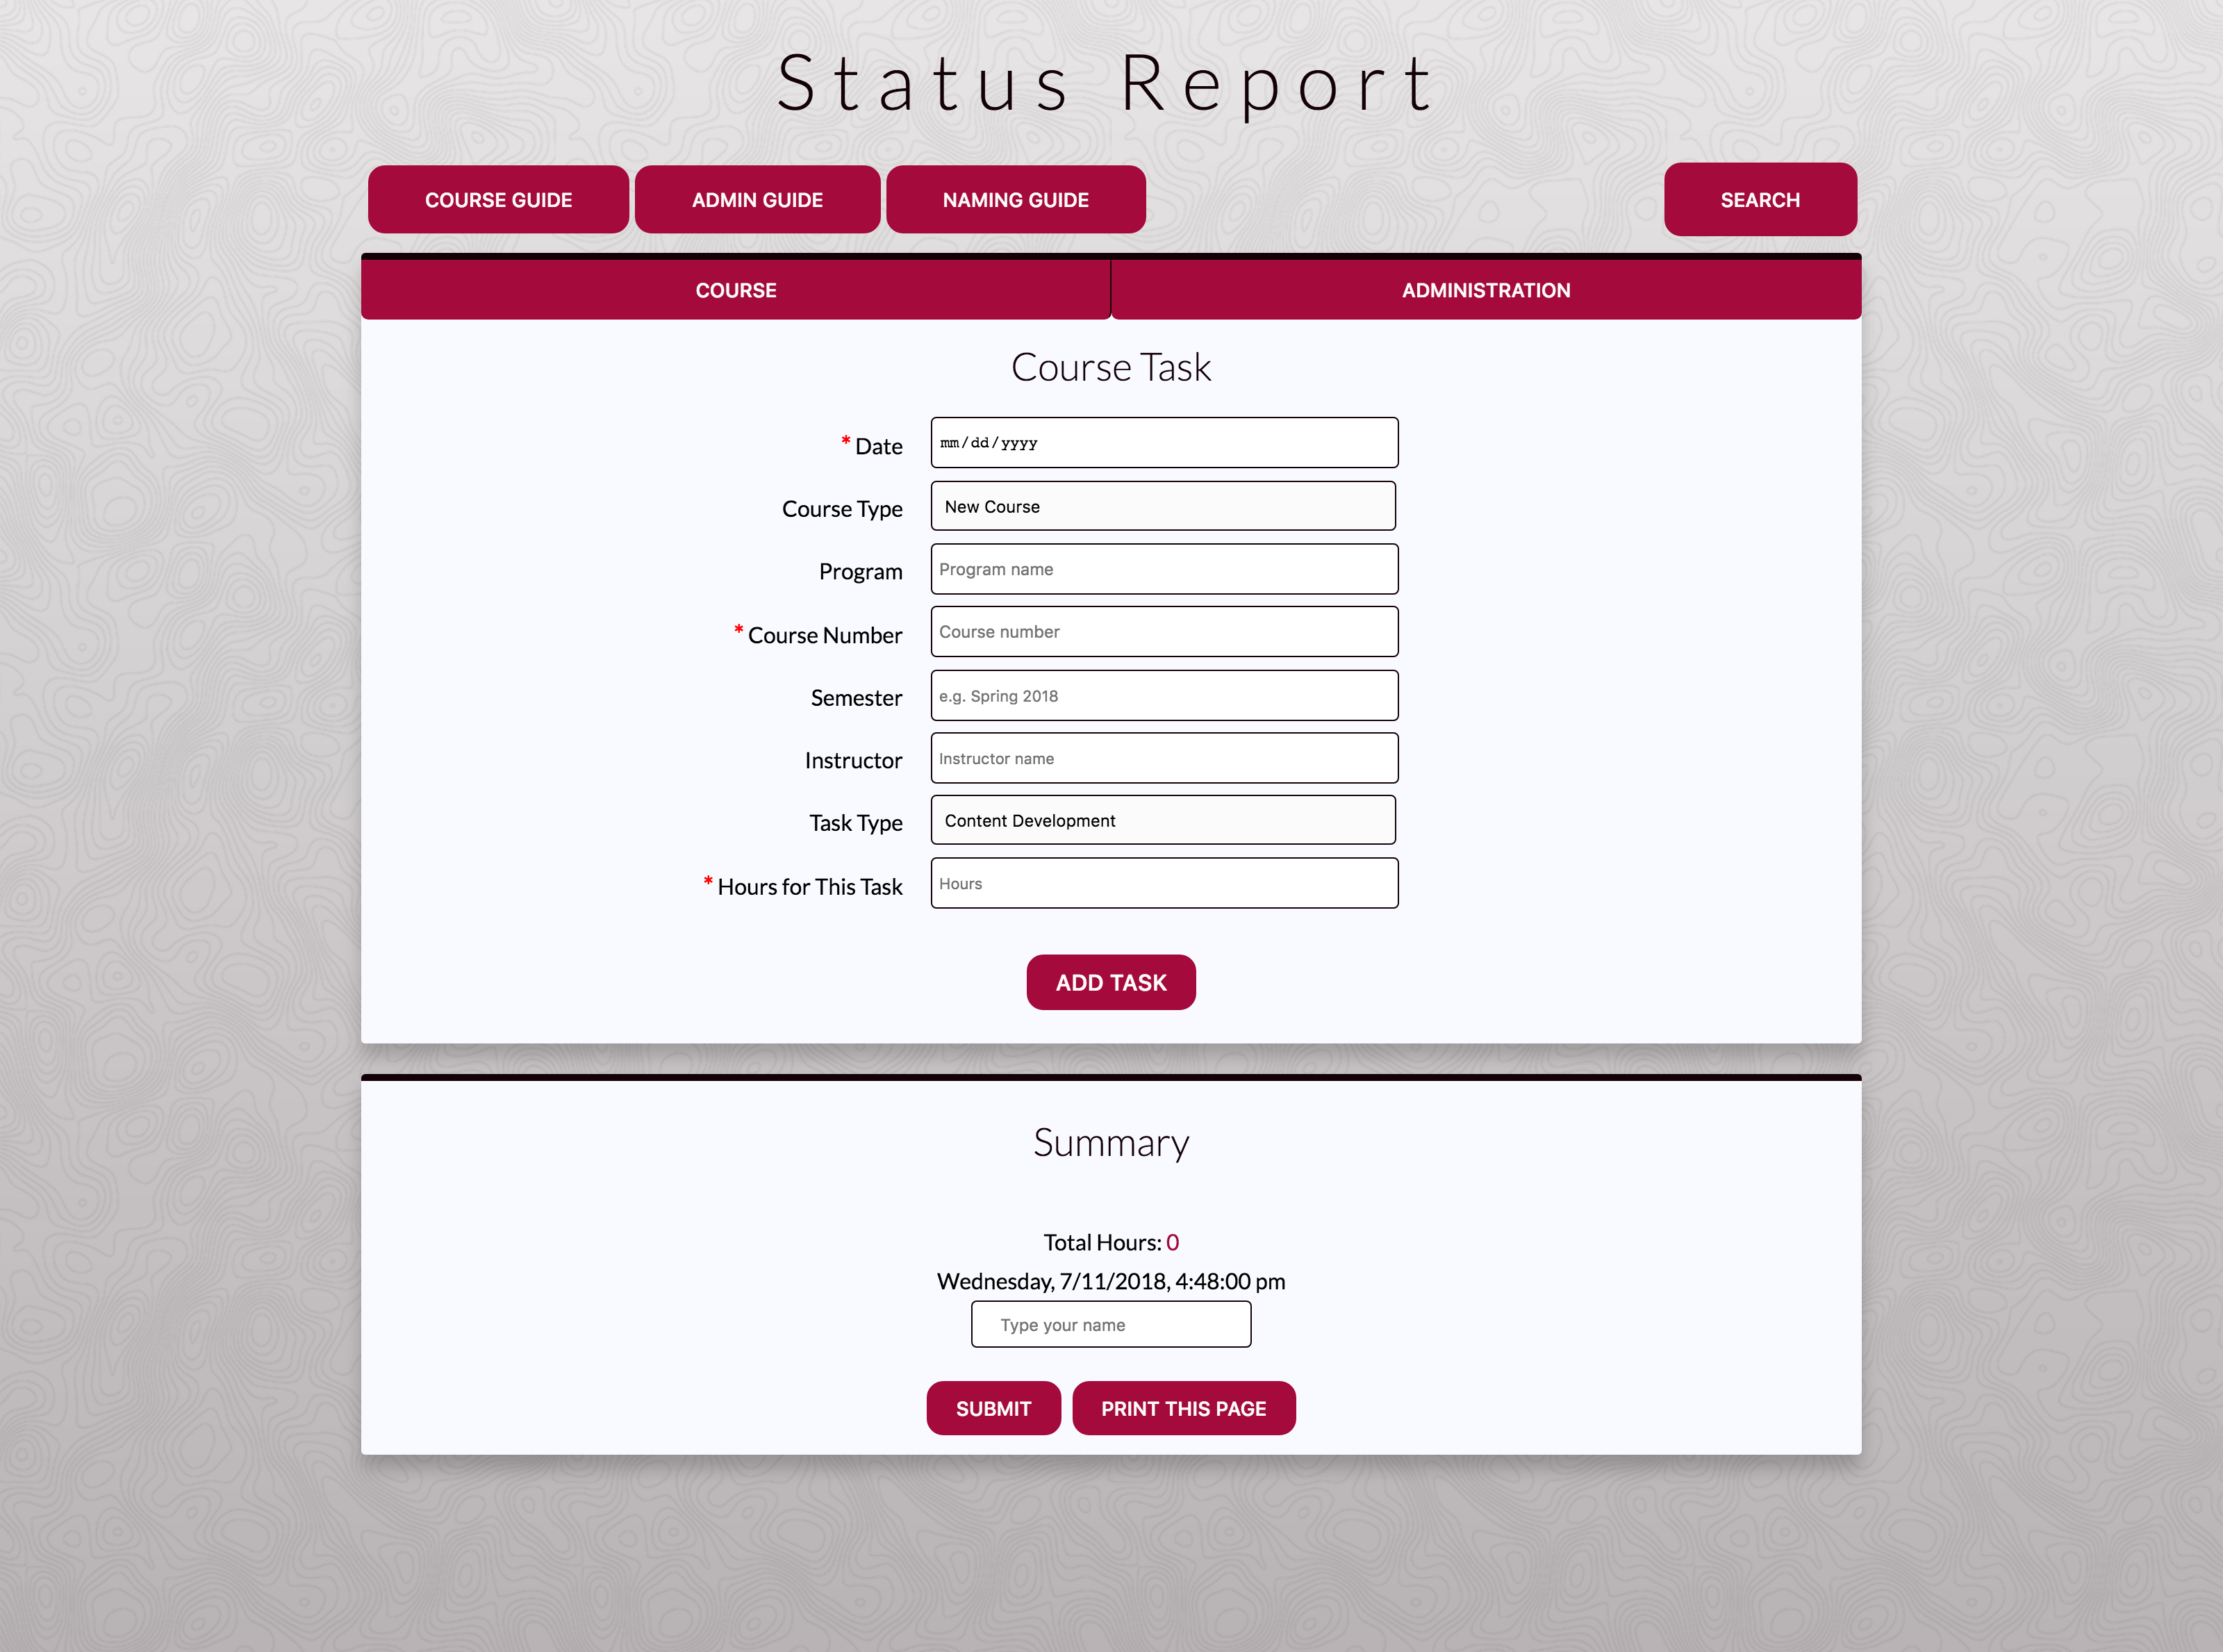 Status Report
COURSE GUIDE ADMIN GUIDE NAMING GUIDE SEARCH
COURSE ADMINISTRATION
Course Task
* Date mm/dd/yyyy
Course Type New Course
Program Program name
* Course Number Course number
Semester e.g. Spring 2018
Instructor Instructor name
Task Type Content Development
* Hours for This Task Hours
ADD TASK
Summary
Total Hours: 0
Wednesday, 7/11/2018, 4:48:00 pm
Type your name
SUBMIT PRINT THIS PAGE